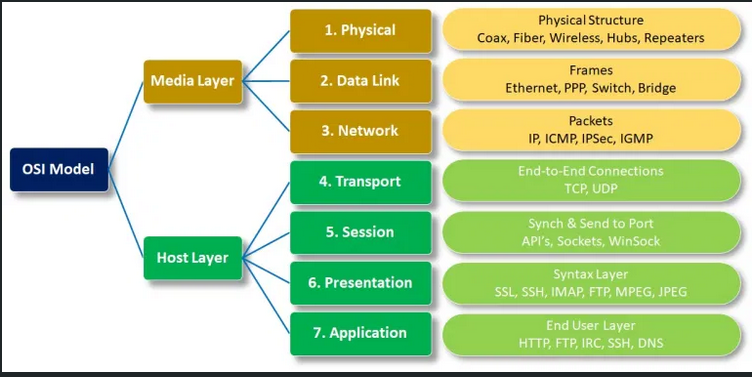 OSI Model
Media Layer
Host Layer
1. Physical
Physical Structure
Coax, Fiber, Wireless, Hubs, Repeaters
2. Data Link
Frames
Ethernet, PPP, Switch, Bridge
3. Network
Packets
IP, ICMP, IPSec, IGMP
4. Transport
End-to-End Connections
TCP, UDP
5. Session
Synch & Send to Port
API's, Sockets, WinSock
6. Presentation
Syntax Layer
SSL, SSH, IMAP, FTP, MPEG, JPEG
7. Application
End User Layer
HTTP, FTP, IRC, SSH, DNS